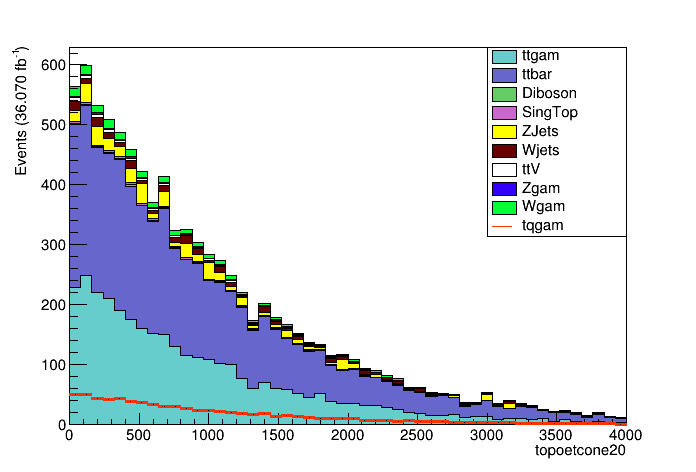 Events (36.070 fb⁻¹)
600
500
400
300
200
100
0
0 500 1000 1500 2000 2500 3000 3500 4000
topoetcone20
ttgam
ttbar
Diboson
SingTop
ZJets
Wjets
ttV
Zgam
Wgam
tqgam